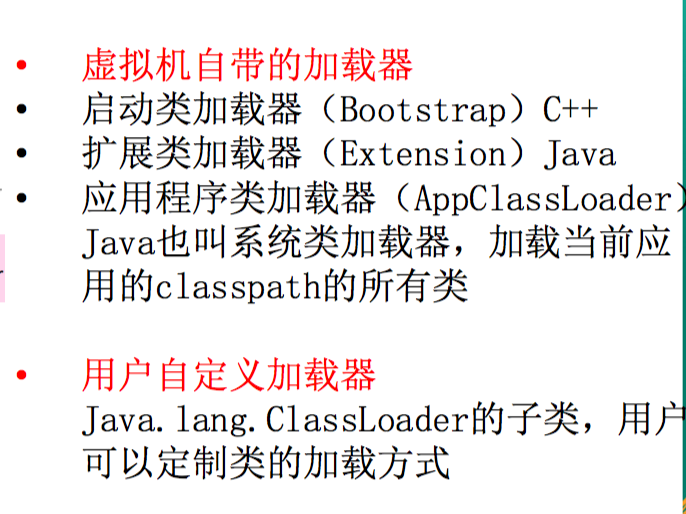 • 虚拟机自带的加载器
• 启动类加载器（Bootstrap）C++
• 扩展类加载器（Extension）Java
• 应用程序类加载器（AppClassLoader）
Java也叫系统类加载器，加载当前应
用的classpath的所有类
• 用户自定义加载器
Java.lang.ClassLoader的子类，用户
可以定制类的加载方式